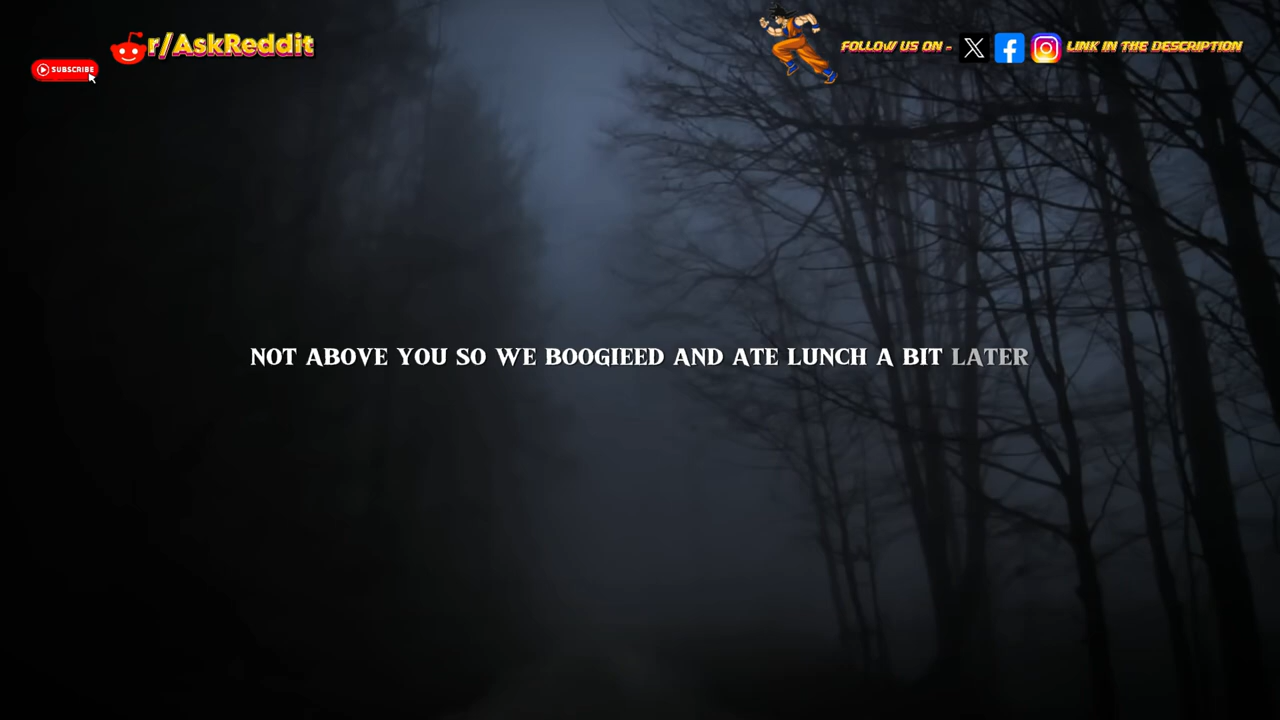 r/AskReddit
SUBSCRIBE
FOLLOW US ON -
LINK IN THE DESCRIPTION
NOT ABOVE YOU SO WE BOOGIEED AND ATE LUNCH A BIT LATER